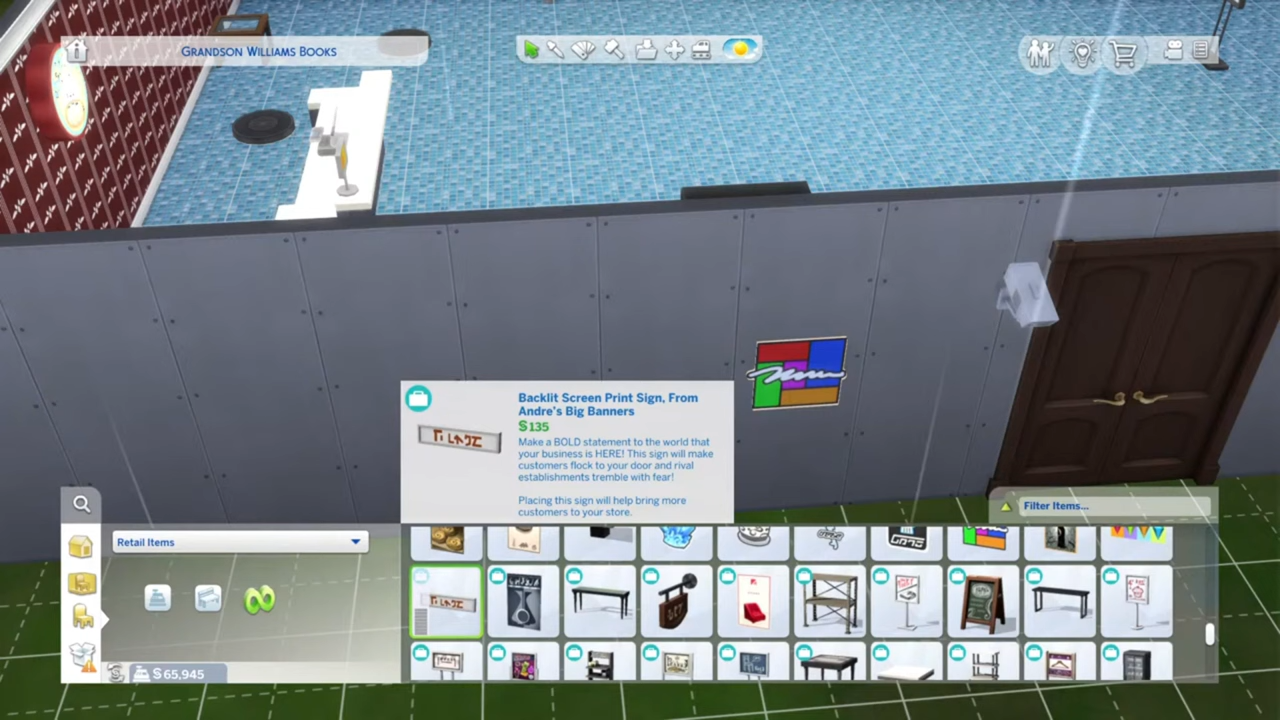 GRANDSON WILLIAMS BOOKS
Backlit Screen Print Sign, From
Andre's Big Banners
$135
Make a BOLD statement to the world that
your business is HERE! This sign will make
customers flock to your door and rival
establishments tremble with fear!
Placing this sign will help bring more
customers to your store.
Filter Items...
Retail Items
$65,945